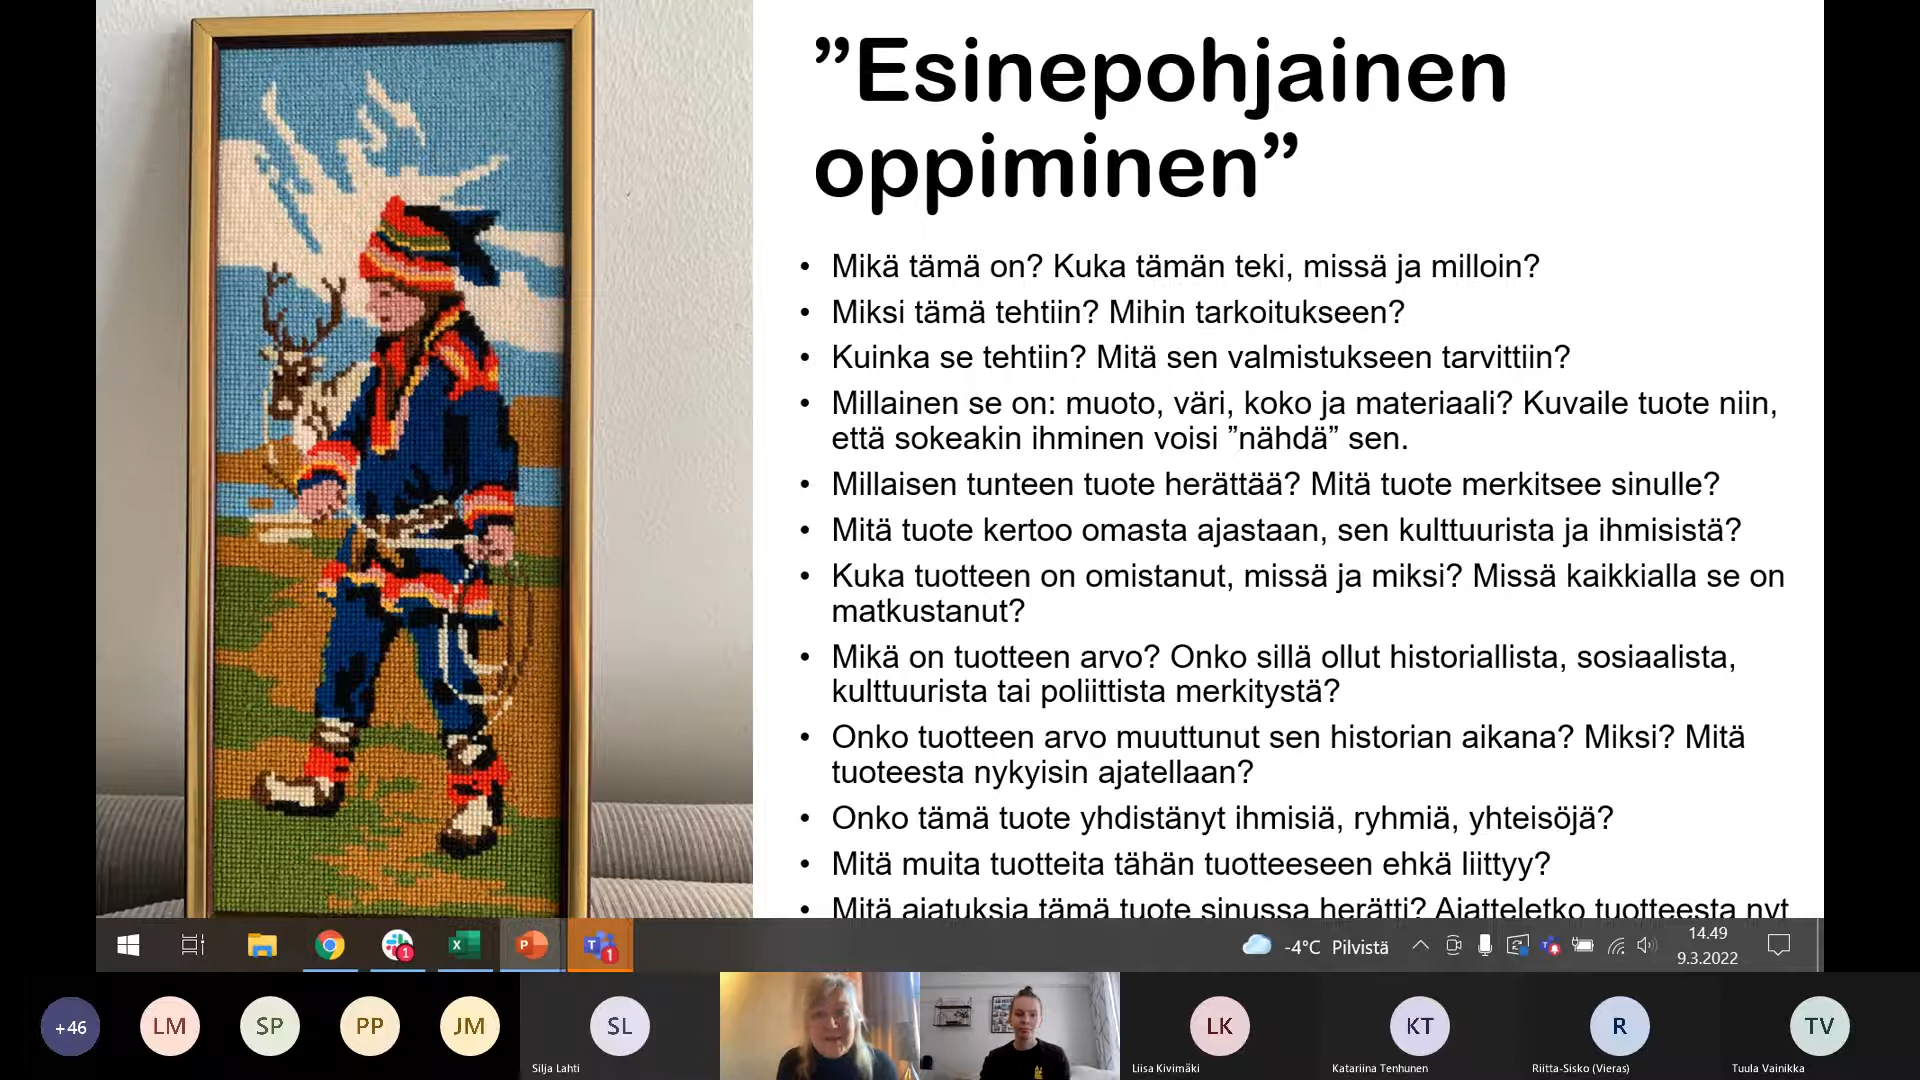 ”Esinepohjainen
oppiminen”
• Mikä tämä on? Kuka tämän teki, missä ja milloin?
• Miksi tämä tehtiin? Mihin tarkoitukseen?
• Kuinka se tehtiin? Mitä sen valmistukseen tarvittiin?
• Millainen se on: muoto, väri, koko ja materiaali? Kuvaile tuote niin,
että sokeakin ihminen voisi ”nähdä” sen.
• Millaisen tunteen tuote herättää? Mitä tuote merkitsee sinulle?
• Mitä tuote kertoo omasta ajastaan, sen kulttuurista ja ihmisistä?
• Kuka tuotteen on omistanut, missä ja miksi? Missä kaikkialla se on
matkustanut?
• Mikä on tuotteen arvo? Onko sillä ollut historiallista, sosiaalista,
kulttuurista tai poliittista merkitystä?
• Onko tuotteen arvo muuttunut sen historian aikana? Miksi? Mitä
tuoteesta nykyisin ajatellaan?
• Onko tämä tuote yhdistänyt ihmisiä, ryhmiä, yhteisöjä?
• Mitä muita tuotteita tähän tuotteeseen ehkä liittyy?
• Mitä ajatuksia tämä tuote sinussa herätti? Ajatteletko tuotteesta nyt
1
X
P
T
1
-4°C Pilvistä
14.49
9.3.2022
+46
LM
SP
PP
JM
SL
LK
KT
R
TV
Silja Lahti
Liisa Kivimäki
Katariina Tenhunen
Riitta-Sisko (Vieras)
Tuula Vainikka